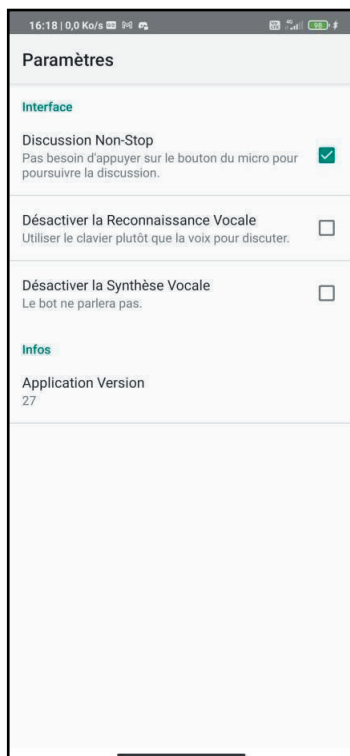 16:18 | 0,0 Ko/s
4G
98
Paramètres
Interface
Discussion Non-Stop
Pas besoin d'appuyer sur le bouton du micro pour
poursuivre la discussion.
Désactiver la Reconnaissance Vocale
Utiliser le clavier plutôt que la voix pour discuter.
Désactiver la Synthèse Vocale
Le bot ne parlera pas.
Infos
Application Version
27